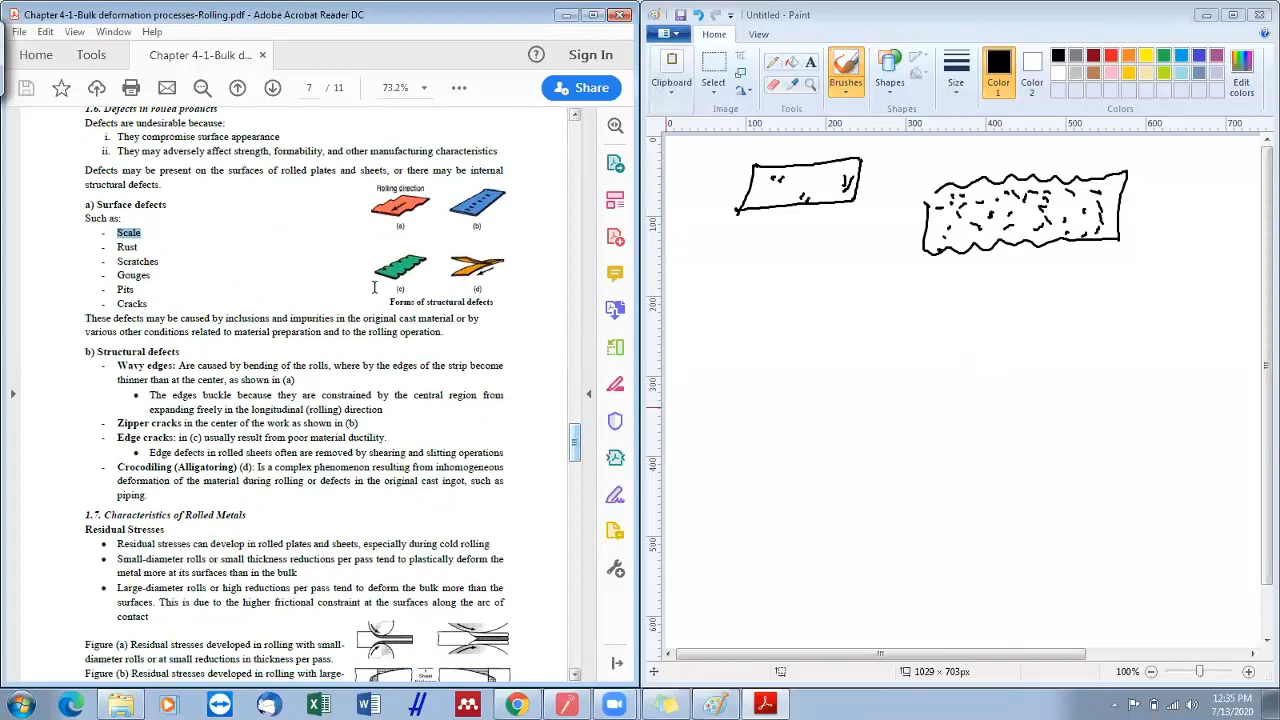 Chapter 4-1-Bulk deformation processes-Rolling.pdf - Adobe Acrobat Reader DC
File Edit View Window Help
Home Tools Bulk d... Sign In
7 / 11 73.2% Share
1.6. Defects in rolled products
Defects are undesirable because:
i. They compromise surface appearance
ii. They may adversely affect strength, formability, and other manufacturing characteristics
Defects may be present on the surfaces of rolled plates and sheets, or there may be internal
structural defects.
Rolling direction
(a) (b)
(c) (d)
Forms of structural defects
a) Surface defects
Such as:
- Scale
- Rust
- Scratches
- Gouges
- Pits
- Cracks
These defects may be caused by inclusions and impurities in the original cast material or by
various other conditions related to material preparation and to the rolling operation.
b) Structural defects
- Wavy edges: Are caused by bending of the rolls, where by the edges of the strip become
thinner than at the center, as shown in (a)
• The edges buckle because they are constrained by the central region from
expanding freely in the longitudinal (rolling) direction
- Zipper cracks in the center of the work as shown in (b)
- Edge cracks: in (c) usually result from poor material ductility.
• Edge defects in rolled sheets often are removed by shearing and slitting operations
- Crocodiling (Alligatoring) (d): Is a complex phenomenon resulting from inhomogeneous
deformation of the material during rolling or defects in the original cast ingot, such as
piping.
1.7. Characteristics of Rolled Metals
Residual Stresses
• Residual stresses can develop in rolled plates and sheets, especially during cold rolling
• Small-diameter rolls or small thickness reductions per pass tend to plastically deform the
metal more at its surfaces than in the bulk
• Large-diameter rolls or high reductions per pass tend to deform the bulk more than the
surfaces. This is due to the higher frictional constraint at the surfaces along the arc of
contact
Figure (a) Residual stresses developed in rolling with small-
diameter rolls or at small reductions in thickness per pass.
Figure (b) Residual stresses developed in rolling with large-
Untitled - Paint
Home View
Clipboard Select Brushes Shapes Size Color 1 Color 2 Edit colors
Image Shapes Colors
0 100 200 300 400 500 600 700
0
100
200
300
400
500
600
1029 × 703px 100%
12:35 PM
7/13/2020